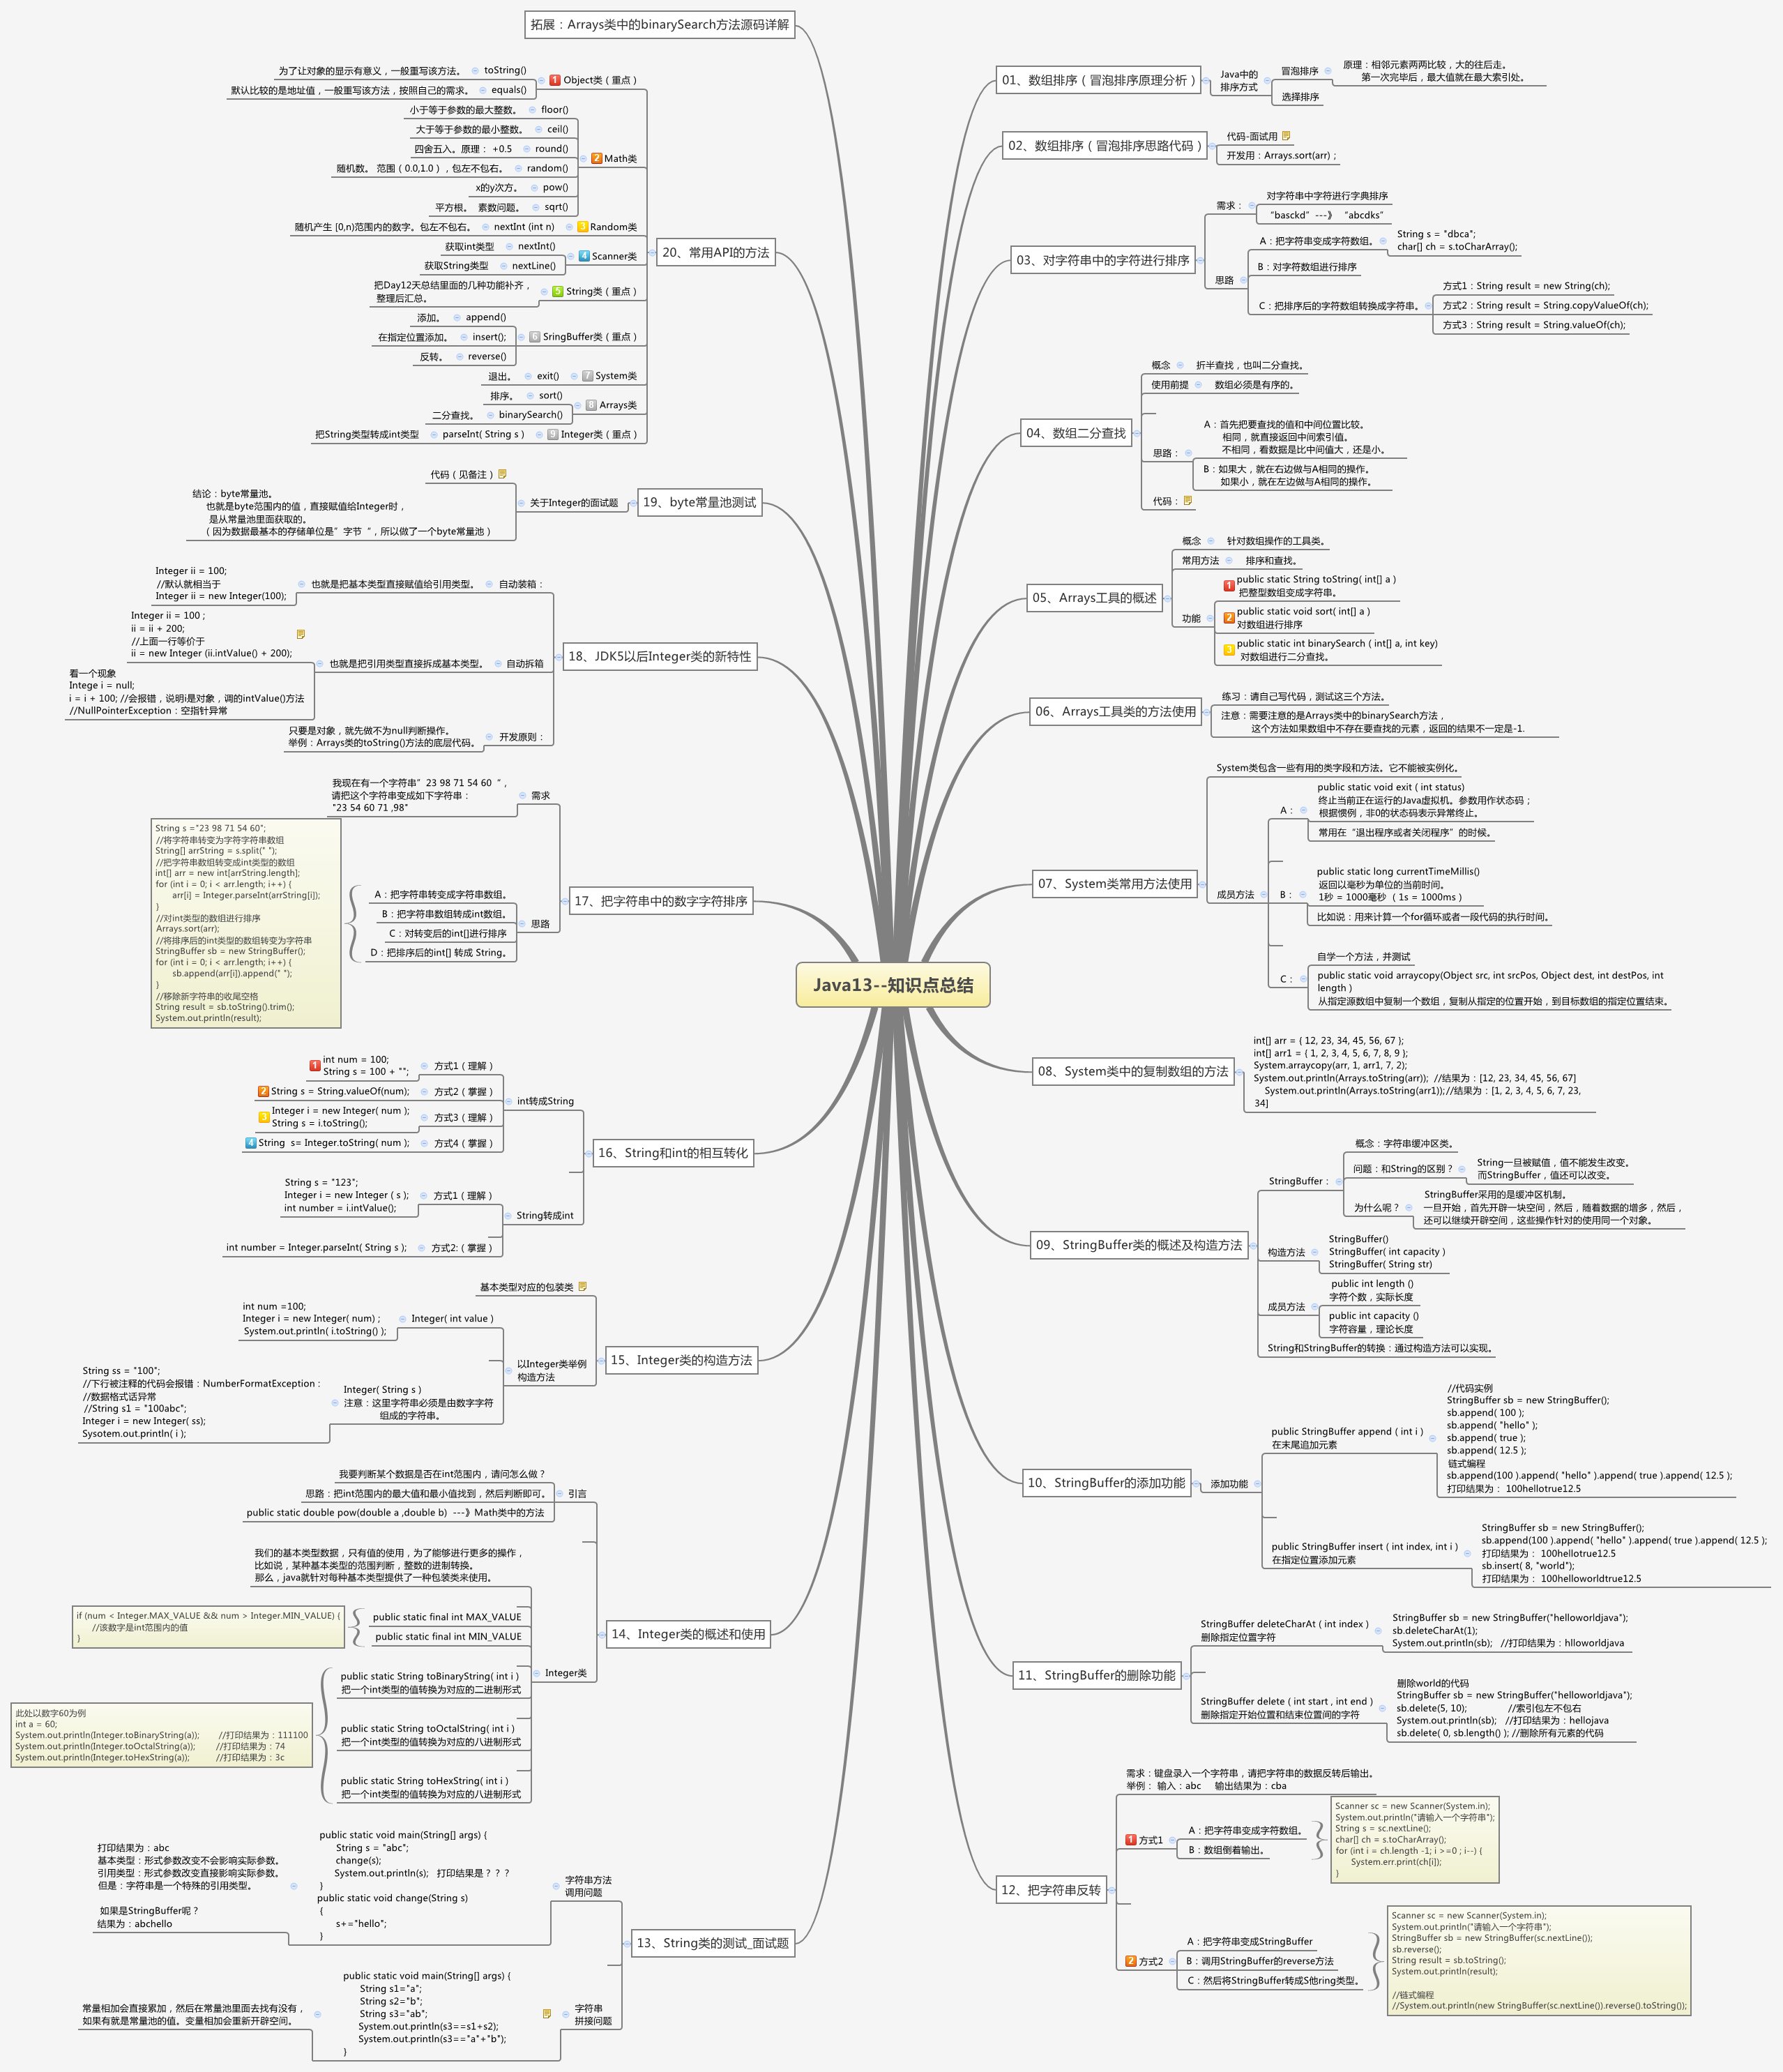 Java13--知识点总结
01、数组排序（冒泡排序原理分析）
Java中的
排序方式
冒泡排序
原理：相邻元素两两比较，大的往后走。
第一次完毕后，最大值就在最大索引处。
选择排序
02、数组排序（冒泡排序思路代码）
代码-面试用
开发用：Arrays.sort(arr)；
03、对字符串中的字符进行排序
需求：
对字符串中字符进行字典排序
“basckd” ---》 “abcdks”
思路
A：把字符串变成字符数组。
String s = "dbca";
char[] ch = s.toCharArray();
B：对字符数组进行排序
C：把排序后的字符数组转换成字符串。
方式1：String result = new String(ch);
方式2：String result = String.copyValueOf(ch);
方式3：String result = String.valueOf(ch);
04、数组二分查找
概念
折半查找，也叫二分查找。
使用前提
数组必须是有序的。
思路：
A：首先把要查找的值和中间位置比较。
相同，就直接返回中间索引值。
不相同，看数据是比中间值大，还是小。
B：如果大，就在右边做与A相同的操作。
如果小，就在左边做与A相同的操作。
代码：
05、Arrays工具的概述
概念
针对数组操作的工具类。
常用方法
排序和查找。
功能
1 public static String toString( int[] a )
把整型数组变成字符串。
2 public static void sort( int[] a )
对数组进行排序
3 public static int binarySearch ( int[] a, int key)
对数组进行二分查找。
06、Arrays工具类的方法使用
练习：请自己写代码，测试这三个方法。
注意：需要注意的是Arrays类中的binarySearch方法，
这个方法如果数组中不存在要查找的元素，返回的结果不一定是-1.
07、System类常用方法使用
System类包含一些有用的类字段和方法。它不能被实例化。
成员方法
A：
public static void exit ( int status)
终止当前正在运行的Java虚拟机。参数用作状态码；
根据惯例，非0的状态码表示异常终止。
常用在“退出程序或者关闭程序”的时候。
B：
public static long currentTimeMillis()
返回以毫秒为单位的当前时间。
1秒 = 1000毫秒 （ 1s = 1000ms ）
比如说：用来计算一个for循环或者一段代码的执行时间。
C：
自学一个方法，并测试
public static void arraycopy(Object src, int srcPos, Object dest, int destPos, int
length )
从指定源数组中复制一个数组，复制从指定的位置开始，到目标数组的指定位置结束。
08、System类中的复制数组的方法
int[] arr = { 12, 23, 34, 45, 56, 67 };
int[] arr1 = { 1, 2, 3, 4, 5, 6, 7, 8, 9 };
System.arraycopy(arr, 1, arr1, 7, 2);
System.out.println(Arrays.toString(arr)); //结果为：[12, 23, 34, 45, 56, 67]
System.out.println(Arrays.toString(arr1));//结果为：[1, 2, 3, 4, 5, 6, 7, 23,
34]
09、StringBuffer类的概述及构造方法
StringBuffer：
概念：字符串缓冲区类。
问题：和String的区别？
String一旦被赋值，值不能发生改变。
而StringBuffer，值还可以改变。
为什么呢？
StringBuffer采用的是缓冲区机制。
一旦开始，首先开辟一块空间，然后，随着数据的增多，然后，
还可以继续开辟空间，这些操作针对的使用同一个对象。
构造方法
StringBuffer()
StringBuffer( int capacity )
StringBuffer( String str)
成员方法
public int length ()
字符个数，实际长度
public int capacity ()
字符容量，理论长度
String和StringBuffer的转换：通过构造方法可以实现。
10、StringBuffer的添加功能
添加功能
public StringBuffer append ( int i )
在末尾追加元素
//代码实例
StringBuffer sb = new StringBuffer();
sb.append( 100 );
sb.append( "hello" );
sb.append( true );
sb.append( 12.5 );
链式编程
sb.append(100 ).append( "hello" ).append( true ).append( 12.5 );
打印结果为： 100hellotrue12.5
public StringBuffer insert ( int index, int i )
在指定位置添加元素
StringBuffer sb = new StringBuffer();
sb.append(100 ).append( "hello" ).append( true ).append( 12.5 );
打印结果为： 100hellotrue12.5
sb.insert( 8, "world");
打印结果为： 100helloworldtrue12.5
11、StringBuffer的删除功能
StringBuffer deleteCharAt ( int index )
删除指定位置字符
StringBuffer sb = new StringBuffer("helloworldjava");
sb.deleteCharAt(1);
System.out.println(sb); //打印结果为：hlloworldjava
StringBuffer delete ( int start , int end )
删除指定开始位置和结束位置间的字符
删除world的代码
StringBuffer sb = new StringBuffer("helloworldjava");
sb.delete(5, 10); //索引包左不包右
System.out.println(sb); //打印结果为：hellojava
sb.delete( 0, sb.length() ); //删除所有元素的代码
12、把字符串反转
需求：键盘录入一个字符串，请把字符串的数据反转后输出。
举例： 输入：abc 输出结果为：cba
1 方式1
A：把字符串变成字符数组。
B：数组倒着输出。
Scanner sc = new Scanner(System.in);
System.out.println("请输入一个字符串");
String s = sc.nextLine();
char[] ch = s.toCharArray();
for (int i = ch.length -1; i >=0 ; i--) {
System.err.print(ch[i]);
}
2 方式2
A：把字符串变成StringBuffer
B：调用StringBuffer的reverse方法
C：然后将StringBuffer转成S他ring类型。
Scanner sc = new Scanner(System.in);
System.out.println("请输入一个字符串");
StringBuffer sb = new StringBuffer(sc.nextLine());
sb.reverse();
String result = sb.toString();
System.out.println(result);
//链式编程
//System.out.println(new StringBuffer(sc.nextLine()).reverse().toString());
拓展：Arrays类中的binarySearch方法源码详解
20、常用API的方法
1 Object类（重点）
toString()
为了让对象的显示有意义，一般重写该方法。
equals()
默认比较的是地址值，一般重写该方法，按照自己的需求。
2 Math类
floor()
小于等于参数的最大整数。
ceil()
大于等于参数的最小整数。
round()
四舍五入。原理： +0.5
random()
随机数。 范围（ 0.0,1.0 ），包左不包右。
pow()
x的y次方。
sqrt()
平方根。 素数问题。
3 Random类
nextInt (int n)
随机产生 [0,n)范围内的数字。包左不包右。
4 Scanner类
nextInt()
获取int类型
nextLine()
获取String类型
5 String类（重点）
把Day12天总结里面的几种功能补齐，
整理后汇总。
6 SringBuffer类（重点）
append()
添加。
insert();
在指定位置添加。
reverse()
反转。
7 System类
exit()
退出。
8 Arrays类
sort()
排序。
binarySearch()
二分查找。
9 Integer类（重点）
parseInt( String s )
把String类型转成int类型
19、byte常量池测试
关于Integer的面试题
代码（见备注）
结论：byte常量池。
也就是byte范围内的值，直接赋值给Integer时，
是从常量池里面获取的。
（因为数据最基本的存储单位是”字节“，所以做了一个byte常量池）
18、JDK5以后Integer类的新特性
自动装箱：
也就是把基本类型直接赋值给引用类型。
Integer ii = 100;
//默认就相当于
Integer ii = new Integer(100);
自动拆箱
也就是把引用类型直接拆成基本类型。
Integer ii = 100 ;
ii = ii + 200;
//上面一行等价于
ii = new Integer (ii.intValue() + 200);
看一个现象
Intege i = null;
i = i + 100; //会报错，说明i是对象，调的intValue()方法
//NullPointerException：空指针异常
开发原则：
只要是对象，就先做不为null判断操作。
举例：Arrays类的toString()方法的底层代码。
17、把字符串中的数字字符排序
需求
我现在有一个字符串”23 98 71 54 60“，
请把这个字符串变成如下字符串：
"23 54 60 71 ,98"
思路
A：把字符串转变成字符串数组。
B：把字符串数组转成int数组。
C：对转变后的int[]进行排序
D：把排序后的int[] 转成 String。
String s ="23 98 71 54 60";
//将字符串转变为字符字符串数组
String[] arrString = s.split(" ");
//把字符串数组转变成int类型的数组
int[] arr = new int[arrString.length];
for (int i = 0; i < arr.length; i++) {
arr[i] = Integer.parseInt(arrString[i]);
}
//对int类型的数组进行排序
Arrays.sort(arr);
//将排序后的int类型的数组转变为字符串
StringBuffer sb = new StringBuffer();
for (int i = 0; i < arr.length; i++) {
sb.append(arr[i]).append(" ");
}
//移除新字符串的收尾空格
String result = sb.toString().trim();
System.out.println(result);
16、String和int的相互转化
int转成String
方式1（理解）
1 int num = 100;
String s = 100 + "";
方式2（掌握）
2 String s = String.valueOf(num);
方式3（理解）
3 Integer i = new Integer( num );
String s = i.toString();
方式4（掌握）
4 String s= Integer.toString( num );
String转成int
方式1（理解）
String s = "123";
Integer i = new Integer ( s );
int number = i.intValue();
方式2:（掌握）
int number = Integer.parseInt( String s );
15、Integer类的构造方法
基本类型对应的包装类
以Integer类举例
构造方法
Integer( int value )
int num =100;
Integer i = new Integer( num) ;
System.out.println( i.toString() );
Integer( String s )
注意：这里字符串必须是由数字字符
组成的字符串。
String ss = "100";
//下行被注释的代码会报错：NumberFormatException：
//数据格式话异常
//String s1 = "100abc";
Integer i = new Integer( ss);
Sysotem.out.println( i );
14、Integer类的概述和使用
引言
我要判断某个数据是否在int范围内，请问怎么做？
思路：把int范围内的最大值和最小值找到，然后判断即可。
public static double pow(double a ,double b) ---》Math类中的方法
Integer类
我们的基本类型数据，只有值的使用，为了能够进行更多的操作，
比如说，某种基本类型的范围判断，整数的进制转换。
那么，java就针对每种基本类型提供了一种包装类来使用。
public static final int MAX_VALUE
public static final int MIN_VALUE
if (num < Integer.MAX_VALUE && num > Integer.MIN_VALUE) {
//该数字是int范围内的值
}
public static String toBinaryString( int i )
把一个int类型的值转换为对应的二进制形式
public static String toOctalString( int i )
把一个int类型的值转换为对应的八进制形式
public static String toHexString( int i )
把一个int类型的值转换为对应的八进制形式
此处以数字60为例
int a = 60;
System.out.println(Integer.toBinaryString(a)); //打印结果为：111100
System.out.println(Integer.toOctalString(a)); //打印结果为：74
System.out.println(Integer.toHexString(a)); //打印结果为：3c
13、String类的测试_面试题
字符串方法
调用问题
public static void main(String[] args) {
String s = "abc";
change(s);
System.out.println(s); 打印结果是？？？
}
public static void change(String s)
{
s+="hello";
}
打印结果为：abc
基本类型：形式参数改变不会影响实际参数。
引用类型：形式参数改变直接影响实际参数。
但是：字符串是一个特殊的引用类型。
如果是StringBuffer呢？
结果为：abchello
字符串
拼接问题
public static void main(String[] args) {
String s1="a";
String s2="b";
String s3="ab";
System.out.println(s3==s1+s2);
System.out.println(s3=="a"+"b");
}
常量相加会直接累加，然后在常量池里面去找有没有，
如果有就是常量池的值。变量相加会重新开辟空间。